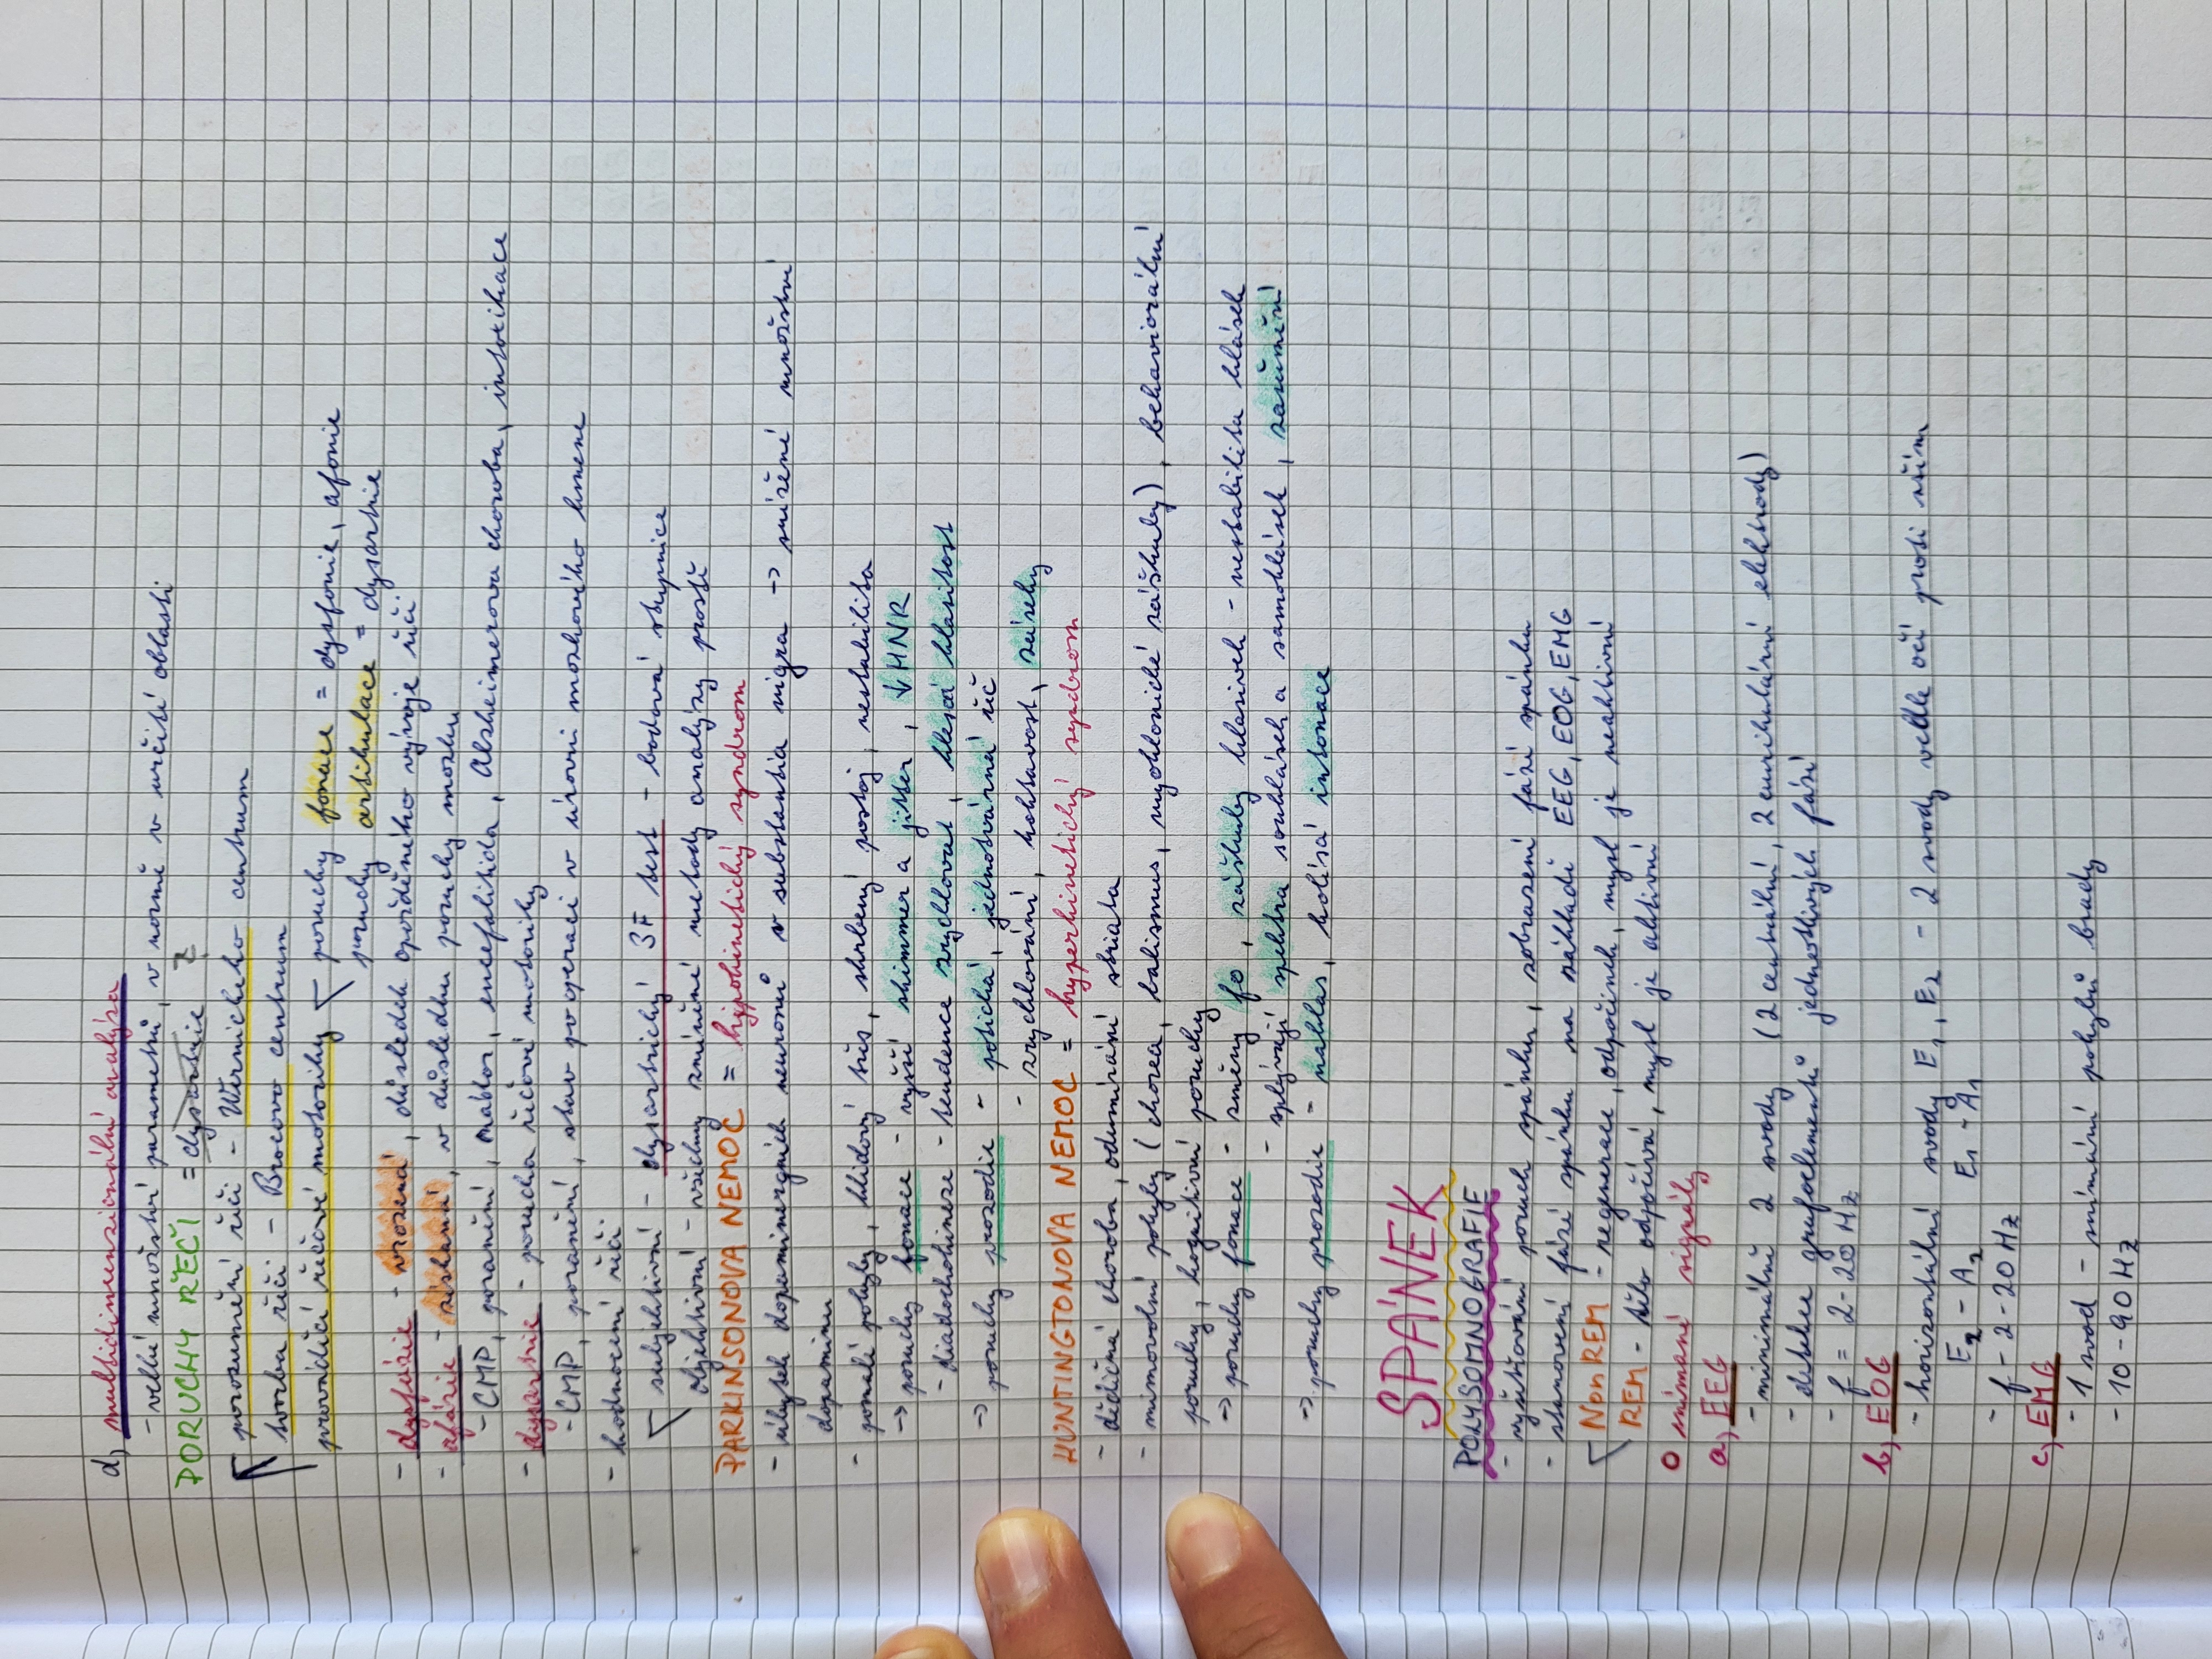 d, multidimenzionální analýza
- velké množství parametrů, v normě v určité oblasti
PORUCHY ŘEČI = dysartrie ?
porozumění řeči - Wernickeho centrum
tvorba řeči - Brocovo centrum
provádění řečové motoriky - poruchy fonace = dysfonie, afonie
poruchy artikulace = dysartrie
- dysfázie - vrozená, důsledek opožděného vývoje řeči
- afázie - získaná, v důsledku poruchy mozku
- CMP, poranění, nádor, encefalitida, Alzheimerova choroba, intoxikace
- dysartrie - porucha řečové motoriky
- CMP, poranění, stav po operaci v úrovni mozkového kmene
- hodnocení řeči
subjektivní - dysartrický 3F test - bodová stupnice
objektivní - všechny zmíněné metody analýzy prostě
PARKINSONOVA NEMOC = hypokinetický syndrom
- úbytek dopaminergních neuronů v substantia nigra -> snížené množství
dopaminu
- pomalé pohyby, klidový třes, shrbený postoj, nestabilita
-> poruchy fonace - vyšší shimmer a jitter, ↓HNR
- diadochokineze - tendence zrychlovat, klesá hlasitost
-> poruchy prozodie - potichá, jednotvárná řeč
- zrychlování, koktavost, zárazy
HUNTINGTONOVA NEMOC = hyperkinetický syndrom
- dědičná choroba, odumírání striata
- mimovolní pohyby (chorea, balismus, myoklonické záškuby), behaviorální
poruchy, kognitivní poruchy
-> poruchy fonace - změny f0, záškuby hlasivek - nestabilita hlásek
- splývají spektra souhlásek a samohlásek, zašumění
-> poruchy prozodie - nahlas, kolísá intonace
SPÁNEK
POLYSOMNOGRAFIE
- vyšetřování poruch spánku, zobrazení fází spánku
- stanovení fází spánku na základě EEG, EOG, EMG
NonREM - regenerace, odpočinek, mysl je neaktivní
REM - tělo odpočívá, mysl je aktivní
O snímané signály
a, EEG
- minimálně 2 svody (2 centrální, 2 aurikulární elektrody)
- detekce grafoelementů jednotlivých fází
- f = 2-20 Hz
b, EOG
- horizontální svody E1, E2 - 2 svody vedle očí proti uším
E2 - A2 E1 - A1
- f - 2-20 Hz
c, EMG
- 1 svod - snímání pohybů brady
- 10 - 90 Hz